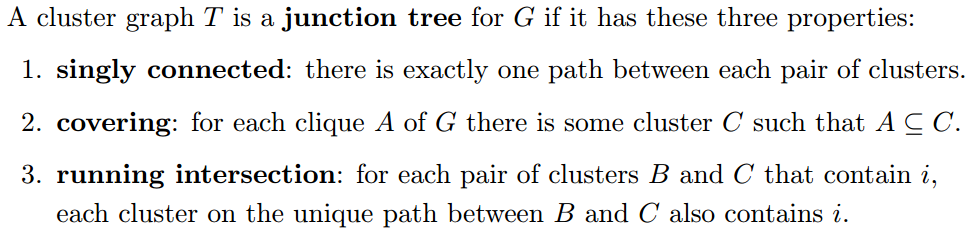 A cluster graph T is a junction tree for G if it has these three properties:
1. singly connected: there is exactly one path between each pair of clusters.
2. covering: for each clique A of G there is some cluster C such that A ⊆ C.
3. running intersection: for each pair of clusters B and C that contain i,
each cluster on the unique path between B and C also contains i.